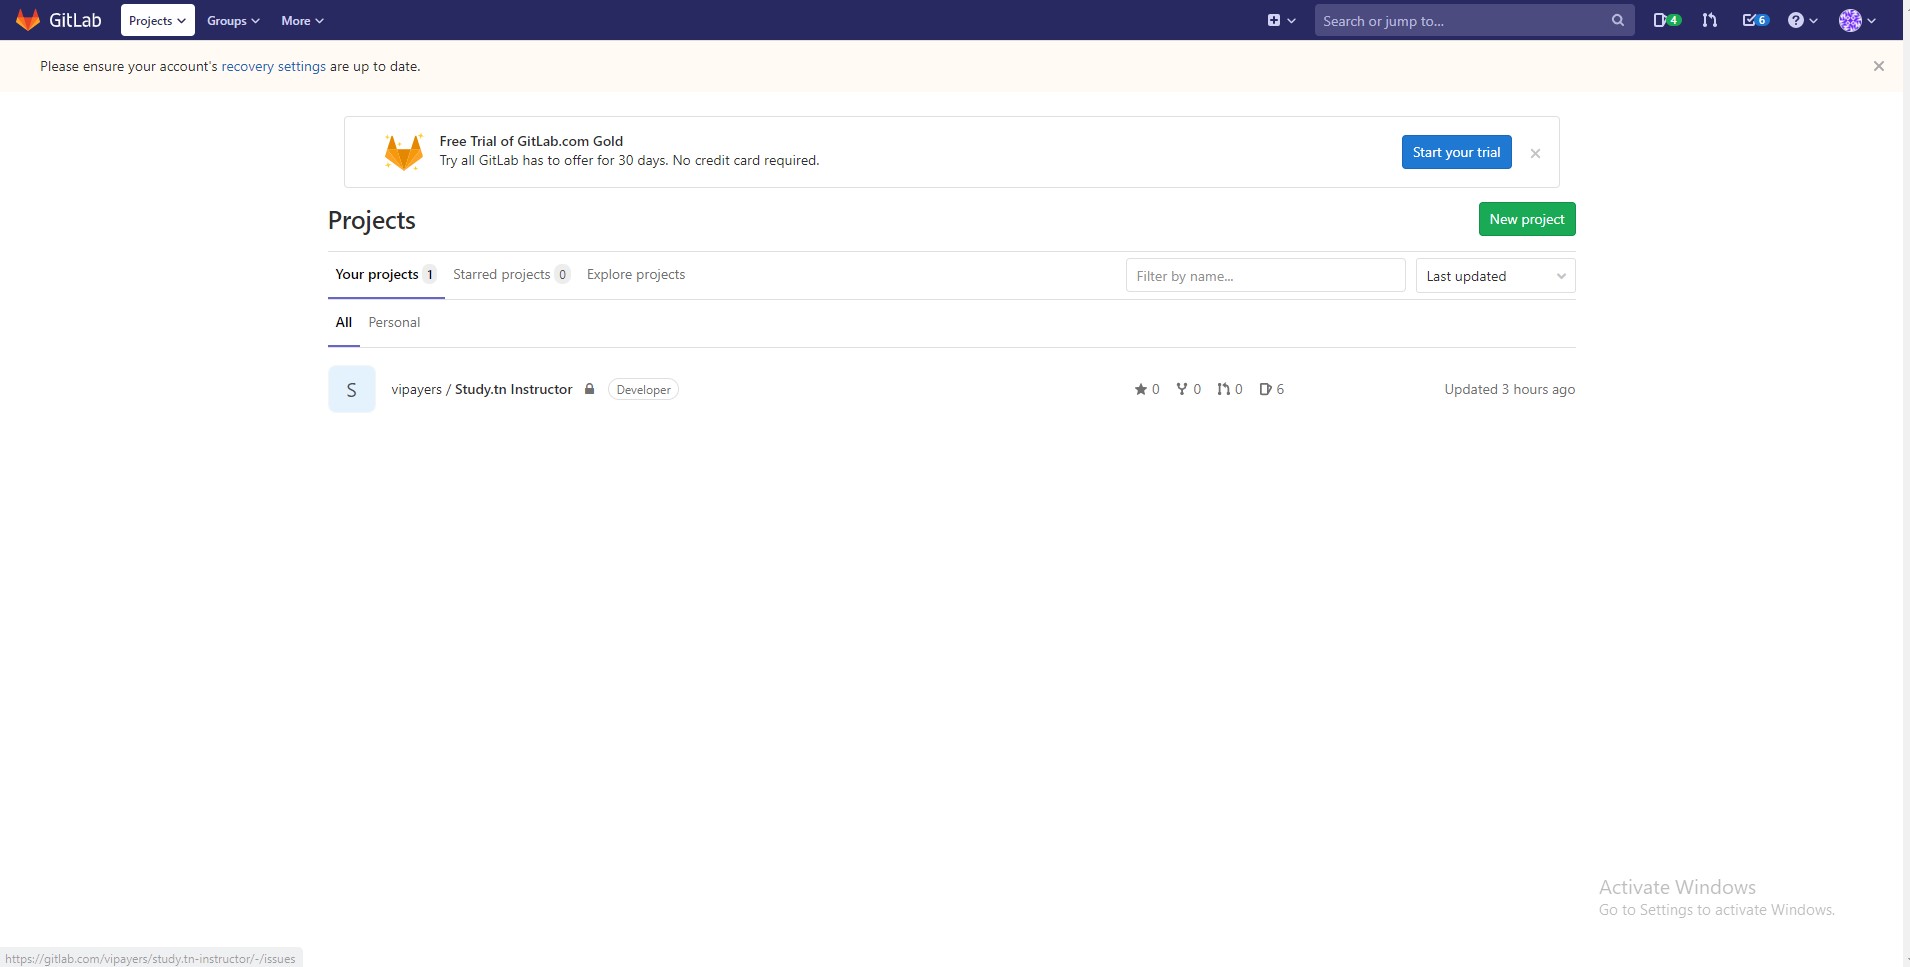 GitLab Projects Groups More Search or jump to... 4 6
Please ensure your account's recovery settings are up to date.
Free Trial of GitLab.com Gold
Try all GitLab has to offer for 30 days. No credit card required.
Start your trial
Projects
New project
Your projects 1 Starred projects 0 Explore projects Filter by name... Last updated
All Personal
S vipayers / Study.tn Instructor Developer 0 0 0 6 Updated 3 hours ago
Activate Windows
Go to Settings to activate Windows.
https://gitlab.com/vipayers/study.tn-instructor/-/issues